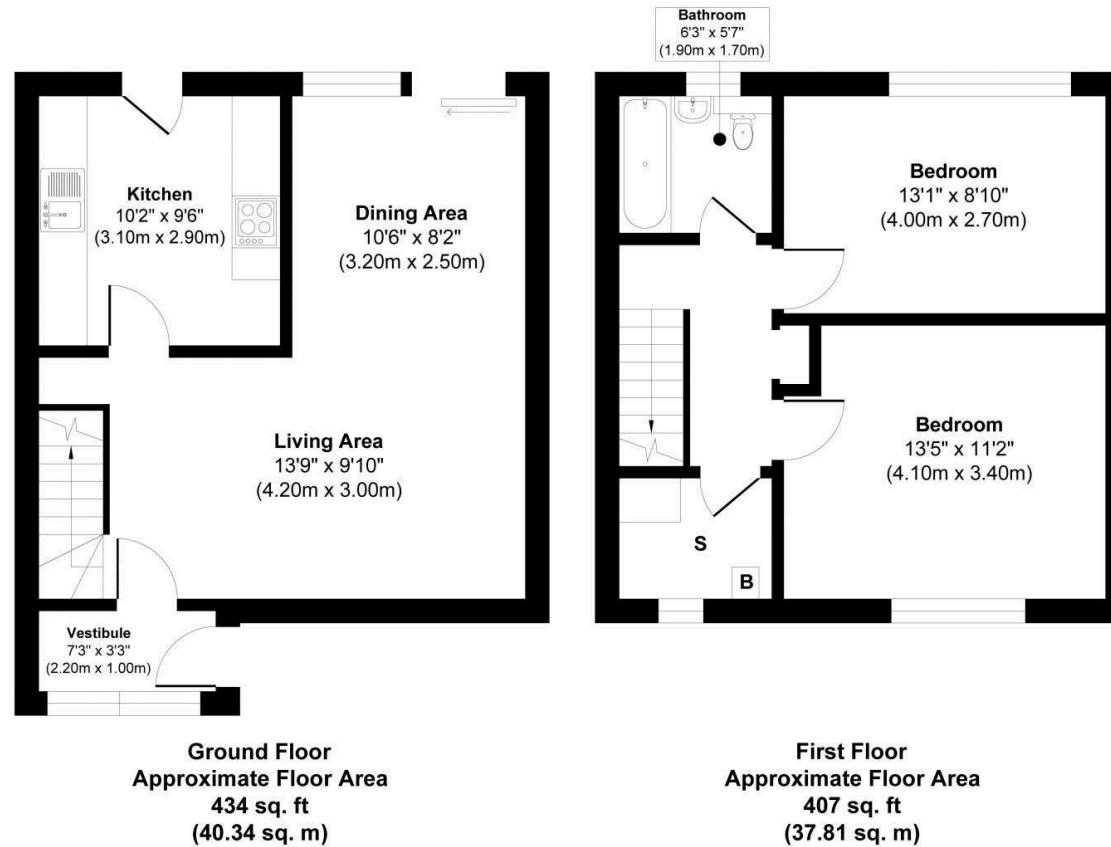 Kitchen
10'2" x 9'6"
(3.10m x 2.90m)
Dining Area
10'6" x 8'2"
(3.20m x 2.50m)
Living Area
13'9" x 9'10"
(4.20m x 3.00m)
Vestibule
7'3" x 3'3"
(2.20m x 1.00m)
Ground Floor
Approximate Floor Area
434 sq. ft
(40.34 sq. m)
Bathroom
6'3" x 5'7"
(1.90m x 1.70m)
Bedroom
13'1" x 8'10"
(4.00m x 2.70m)
Bedroom
13'5" x 11'2"
(4.10m x 3.40m)
S
B
First Floor
Approximate Floor Area
407 sq. ft
(37.81 sq. m)